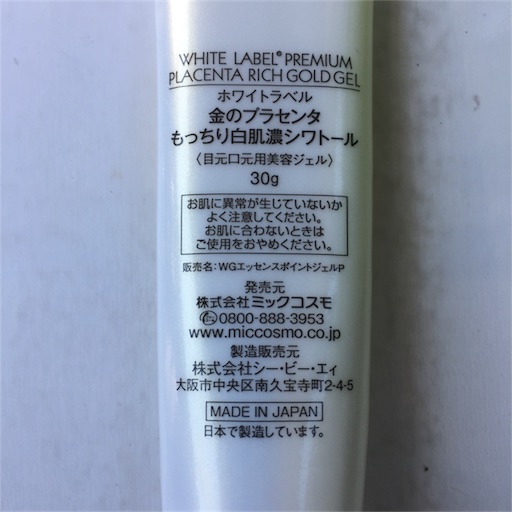 WHITE LABEL® PREMIUM
PLACENTA RICH GOLD GEL
ホワイトラベル
金のプラセンタ
もっちり白肌濃シワトール
〈目元口元用美容ジェル〉
30g
お肌に異常が生じていないか
よく注意してください。
お肌に合わないときは
ご使用をおやめください。
販売名：WGエッセンスポイントジェルP
発売元
株式会社ミックコスモ
0800-888-3953
www.miccosmo.co.jp
製造販売元
株式会社シー・ビー・エィ
大阪市中央区南久宝寺町2-4-5
MADE IN JAPAN
日本で製造しています。